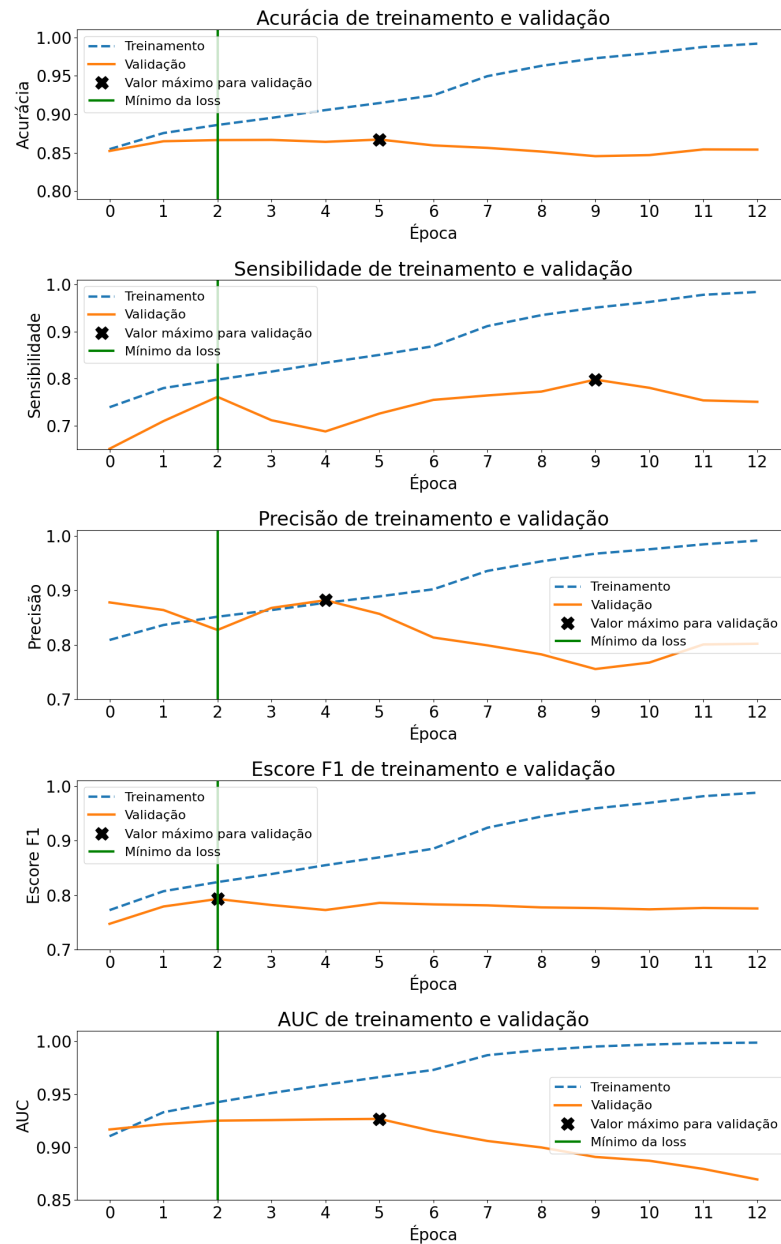 Acurácia de treinamento e validação
1.00
0.95
0.90
0.85
0.80
Acurácia
Treinamento
Validação
Valor máximo para validação
Mínimo da loss
0 1 2 3 4 5 6 7 8 9 10 11 12
Época
Sensibilidade de treinamento e validação
1.0
0.9
0.8
0.7
Sensibilidade
Treinamento
Validação
Valor máximo para validação
Mínimo da loss
0 1 2 3 4 5 6 7 8 9 10 11 12
Época
Precisão de treinamento e validação
1.0
0.9
0.8
0.7
Precisão
Treinamento
Validação
Valor máximo para validação
Mínimo da loss
0 1 2 3 4 5 6 7 8 9 10 11 12
Época
Escore F1 de treinamento e validação
1.0
0.9
0.8
0.7
Escore F1
Treinamento
Validação
Valor máximo para validação
Mínimo da loss
0 1 2 3 4 5 6 7 8 9 10 11 12
Época
AUC de treinamento e validação
1.00
0.95
0.90
0.85
AUC
Treinamento
Validação
Valor máximo para validação
Mínimo da loss
0 1 2 3 4 5 6 7 8 9 10 11 12
Época